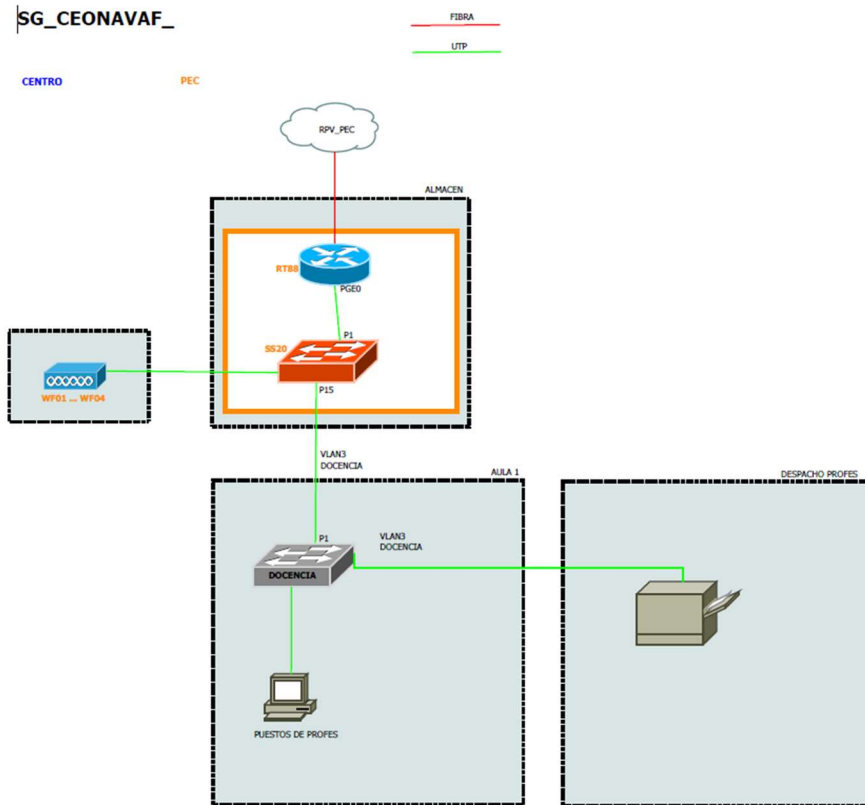 SG_CEONAVAF_
FIBRA
UTP
CENTRO
PEC
RPV_PEC
ALMACEN
RT88
PGE0
P1
SS20
P15
WF01 ... WF04
VLAN3
DOCENCIA
AULA 1
DESPACHO PROFES
P1
VLAN3
DOCENCIA
DOCENCIA
PUESTOS DE PROFES